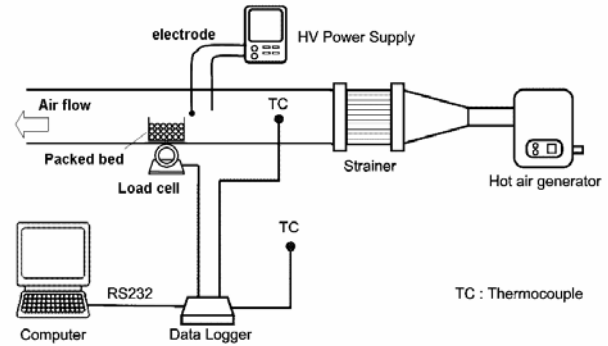 electrode
HV Power Supply
Air flow
TC
Packed bed
Strainer
Load cell
Hot air generator
TC
RS232
TC : Thermocouple
Computer
Data Logger